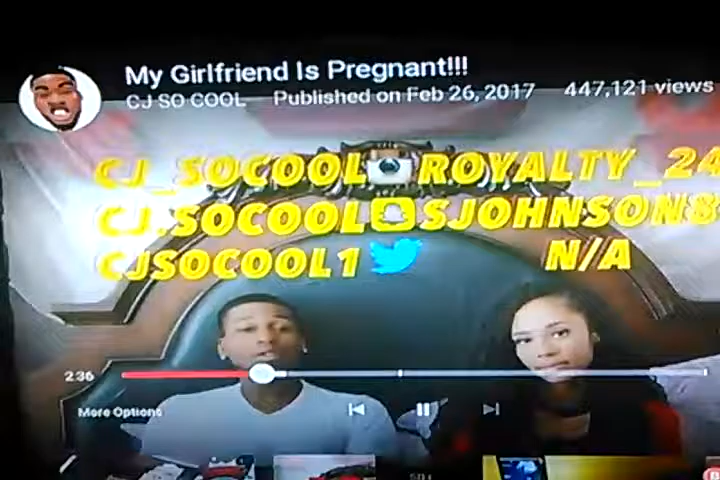 My Girlfriend Is Pregnant!!!
CJ SO COOL Published on Feb 26, 2017 447,121 views
CJ_SOCOOL ROYALTY_24
CJ.SOCOOL SJOHNSON8
CJSOCOOL1 N/A
2:36
More Options